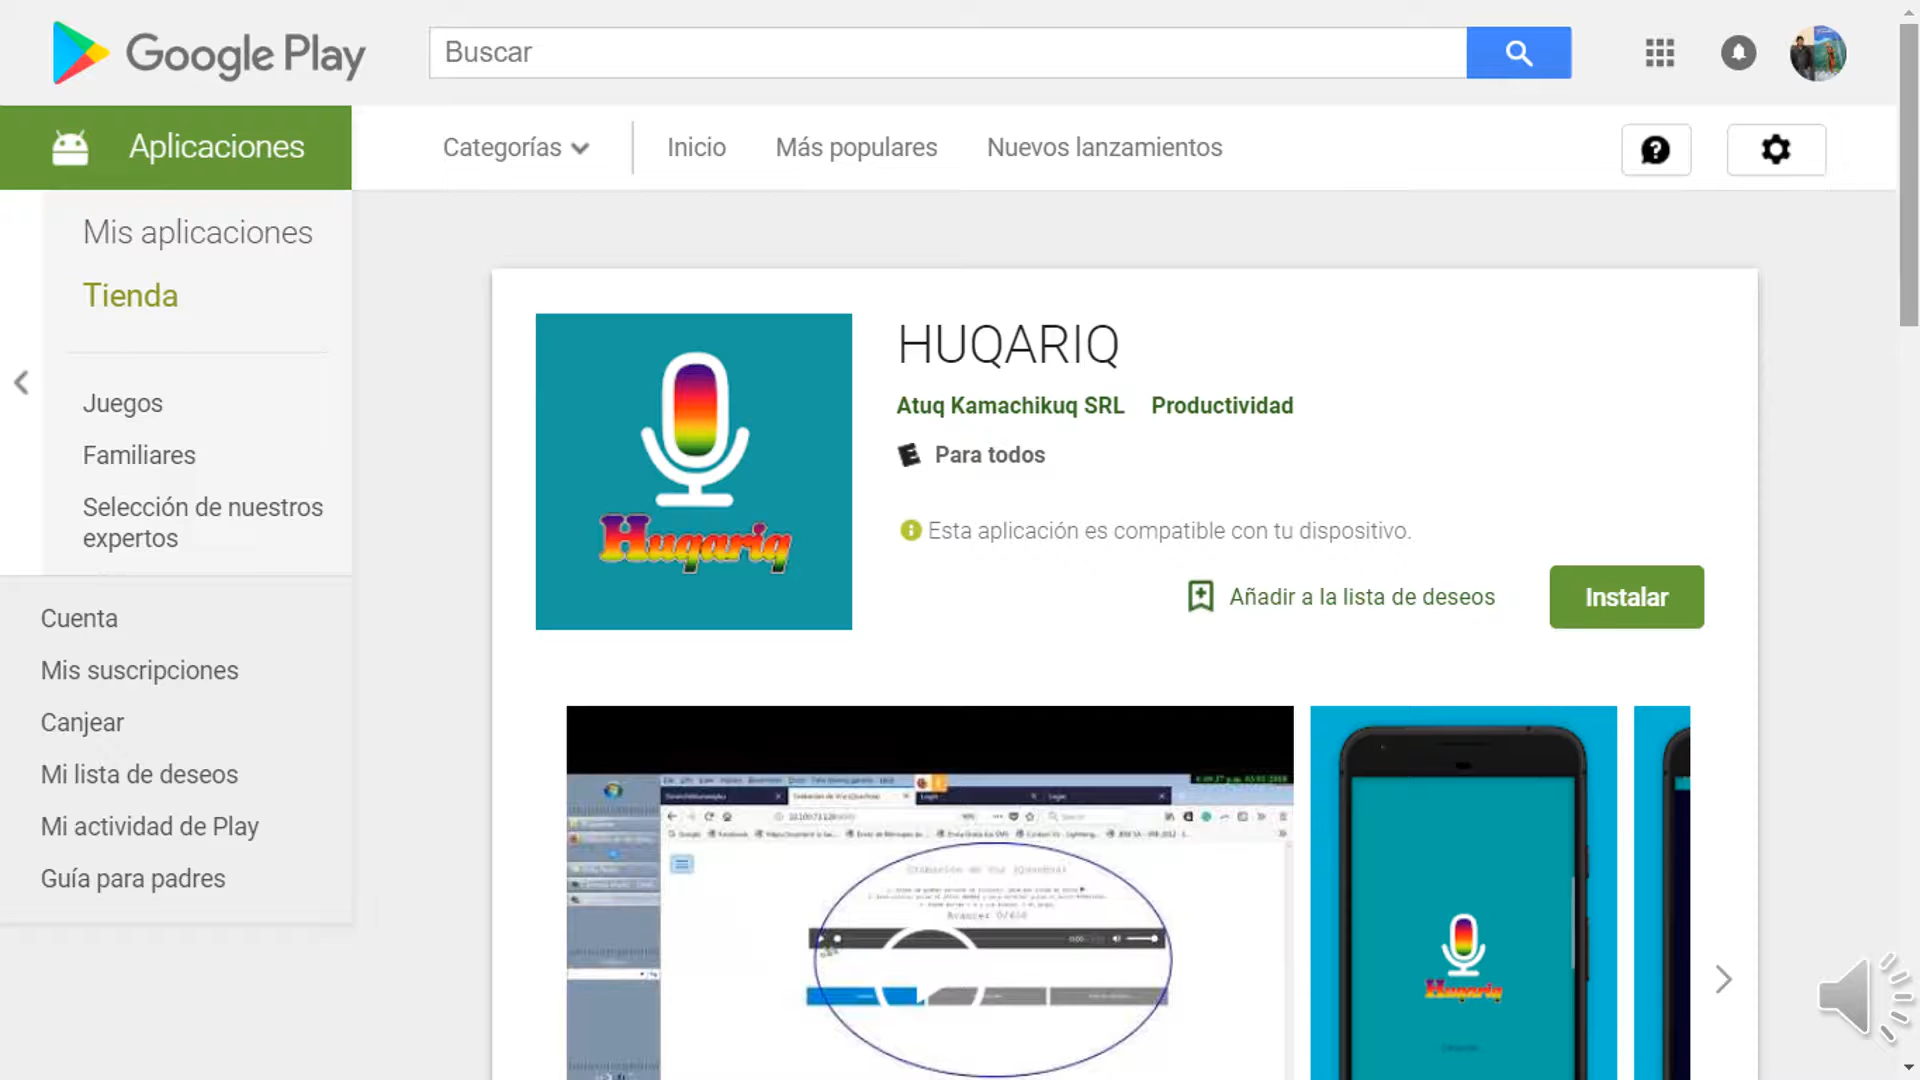 Google Play
Buscar
Aplicaciones
Categorías
Inicio
Más populares
Nuevos lanzamientos
Mis aplicaciones
Tienda
Juegos
Familiares
Selección de nuestros
expertos
Cuenta
Mis suscripciones
Canjear
Mi lista de deseos
Mi actividad de Play
Guía para padres
HUQARIQ
Atuq Kamachikuq SRL Productividad
Para todos
Esta aplicación es compatible con tu dispositivo.
Añadir a la lista de deseos
Instalar
Huqariq
Huqariq